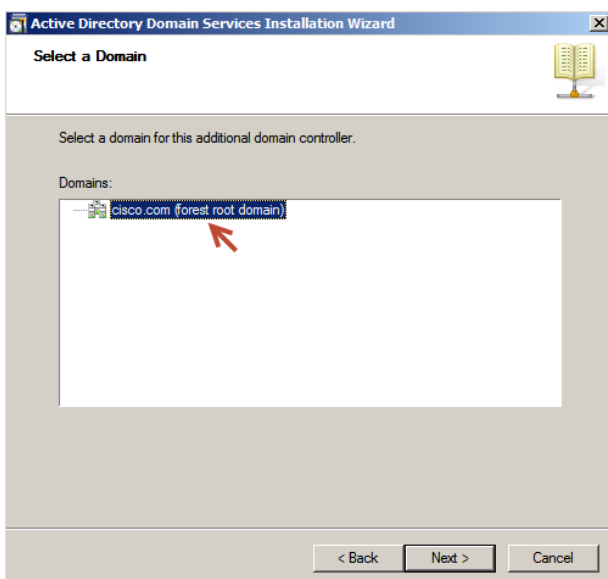 Active Directory Domain Services Installation Wizard
Select a Domain
Select a domain for this additional domain controller.
Domains:
cisco.com (forest root domain)
< Back
Next >
Cancel